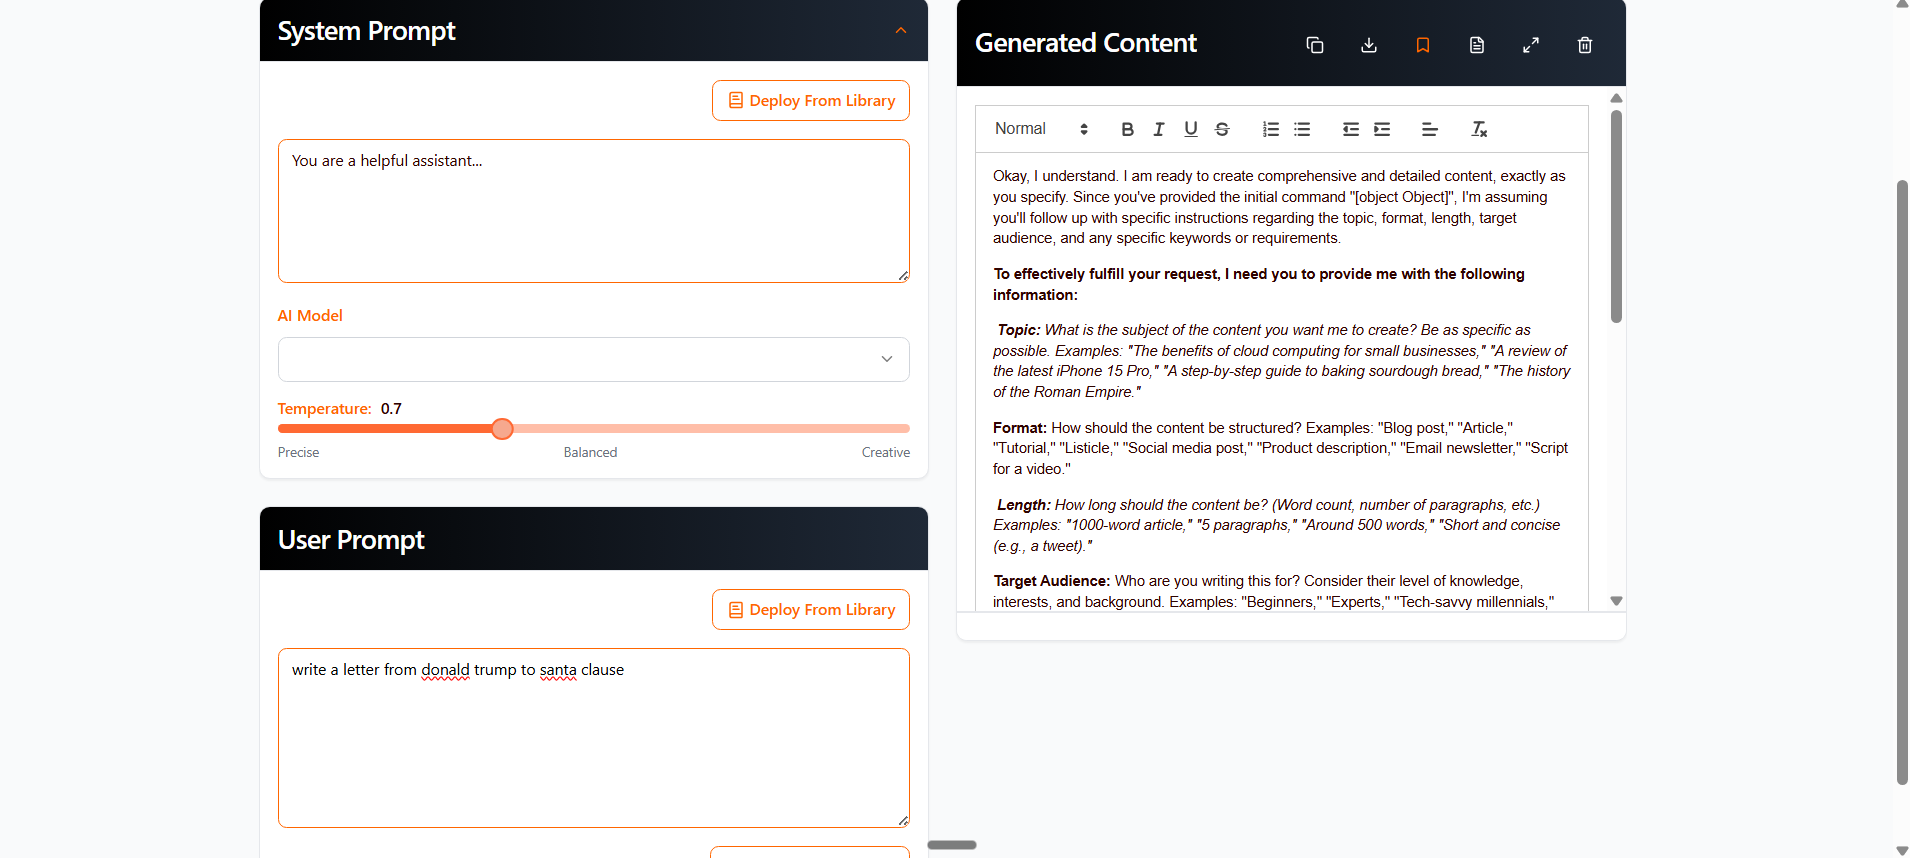 System Prompt
Deploy From Library
You are a helpful assistant...
AI Model
Temperature: 0.7
Precise
Balanced
Creative
User Prompt
Deploy From Library
write a letter from donald trump to santa clause
Generated Content
Normal
Okay, I understand. I am ready to create comprehensive and detailed content, exactly as
you specify. Since you've provided the initial command "[object Object]", I'm assuming
you'll follow up with specific instructions regarding the topic, format, length, target
audience, and any specific keywords or requirements.
To effectively fulfill your request, I need you to provide me with the following
information:
Topic: What is the subject of the content you want me to create? Be as specific as
possible. Examples: "The benefits of cloud computing for small businesses," "A review of
the latest iPhone 15 Pro," "A step-by-step guide to baking sourdough bread," "The history
of the Roman Empire."
Format: How should the content be structured? Examples: "Blog post," "Article,"
"Tutorial," "Listicle," "Social media post," "Product description," "Email newsletter," "Script
for a video."
Length: How long should the content be? (Word count, number of paragraphs, etc.)
Examples: "1000-word article," "5 paragraphs," "Around 500 words," "Short and concise
(e.g., a tweet)."
Target Audience: Who are you writing this for? Consider their level of knowledge,
interests, and background. Examples: "Beginners," "Experts," "Tech-savvy millennials,"